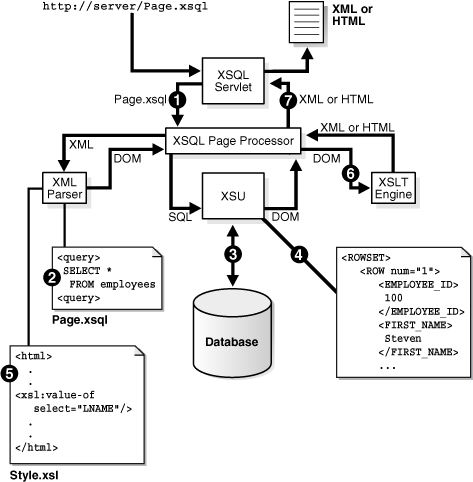 http://server/Page.xsql
XML or
HTML
XSQL
Servlet
Page.xsql
1
7
XML or HTML
XSQL Page Processor
XML
DOM
XML or HTML
DOM
6
XML
Parser
SQL
XSU
DOM
XSLT
Engine
3
4
2
<query>
SELECT *
FROM employees
<query>
Page.xsql
Database
<ROWSET>
<ROW num="1">
<EMPLOYEE_ID>
100
</EMPLOYEE_ID>
<FIRST_NAME>
Steven
</FIRST_NAME>
...
5
<html>
.
.
<xsl:value-of
select="LNAME"/>
.
.
</html>
Style.xsl